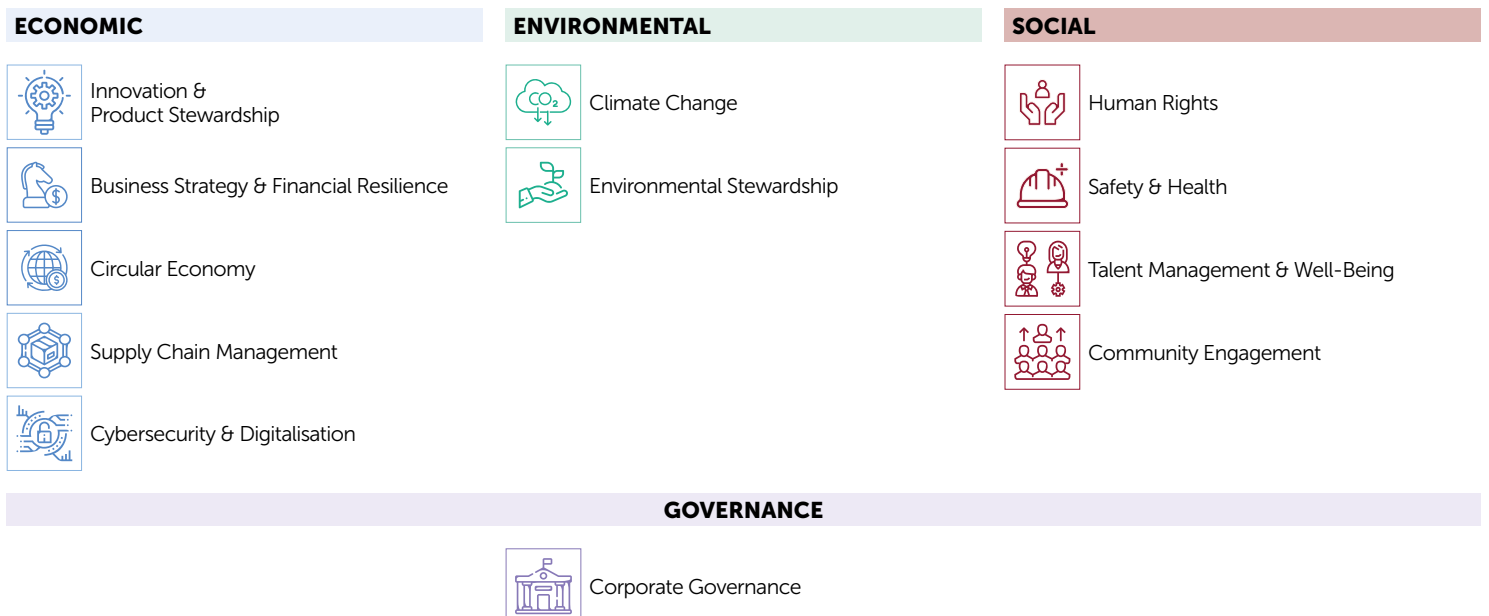 ECONOMIC
Innovation &
Product Stewardship
Business Strategy & Financial Resilience
Circular Economy
Supply Chain Management
Cybersecurity & Digitalisation
ENVIRONMENTAL
CO₂
Climate Change
Environmental Stewardship
SOCIAL
Human Rights
Safety & Health
Talent Management & Well-Being
Community Engagement
GOVERNANCE
Corporate Governance